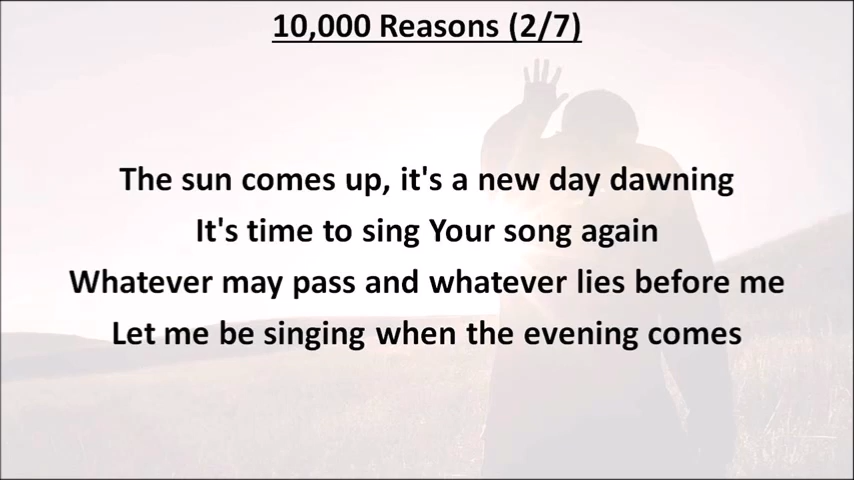 10,000 Reasons (2/7)
The sun comes up, it's a new day dawning
It's time to sing Your song again
Whatever may pass and whatever lies before me
Let me be singing when the evening comes